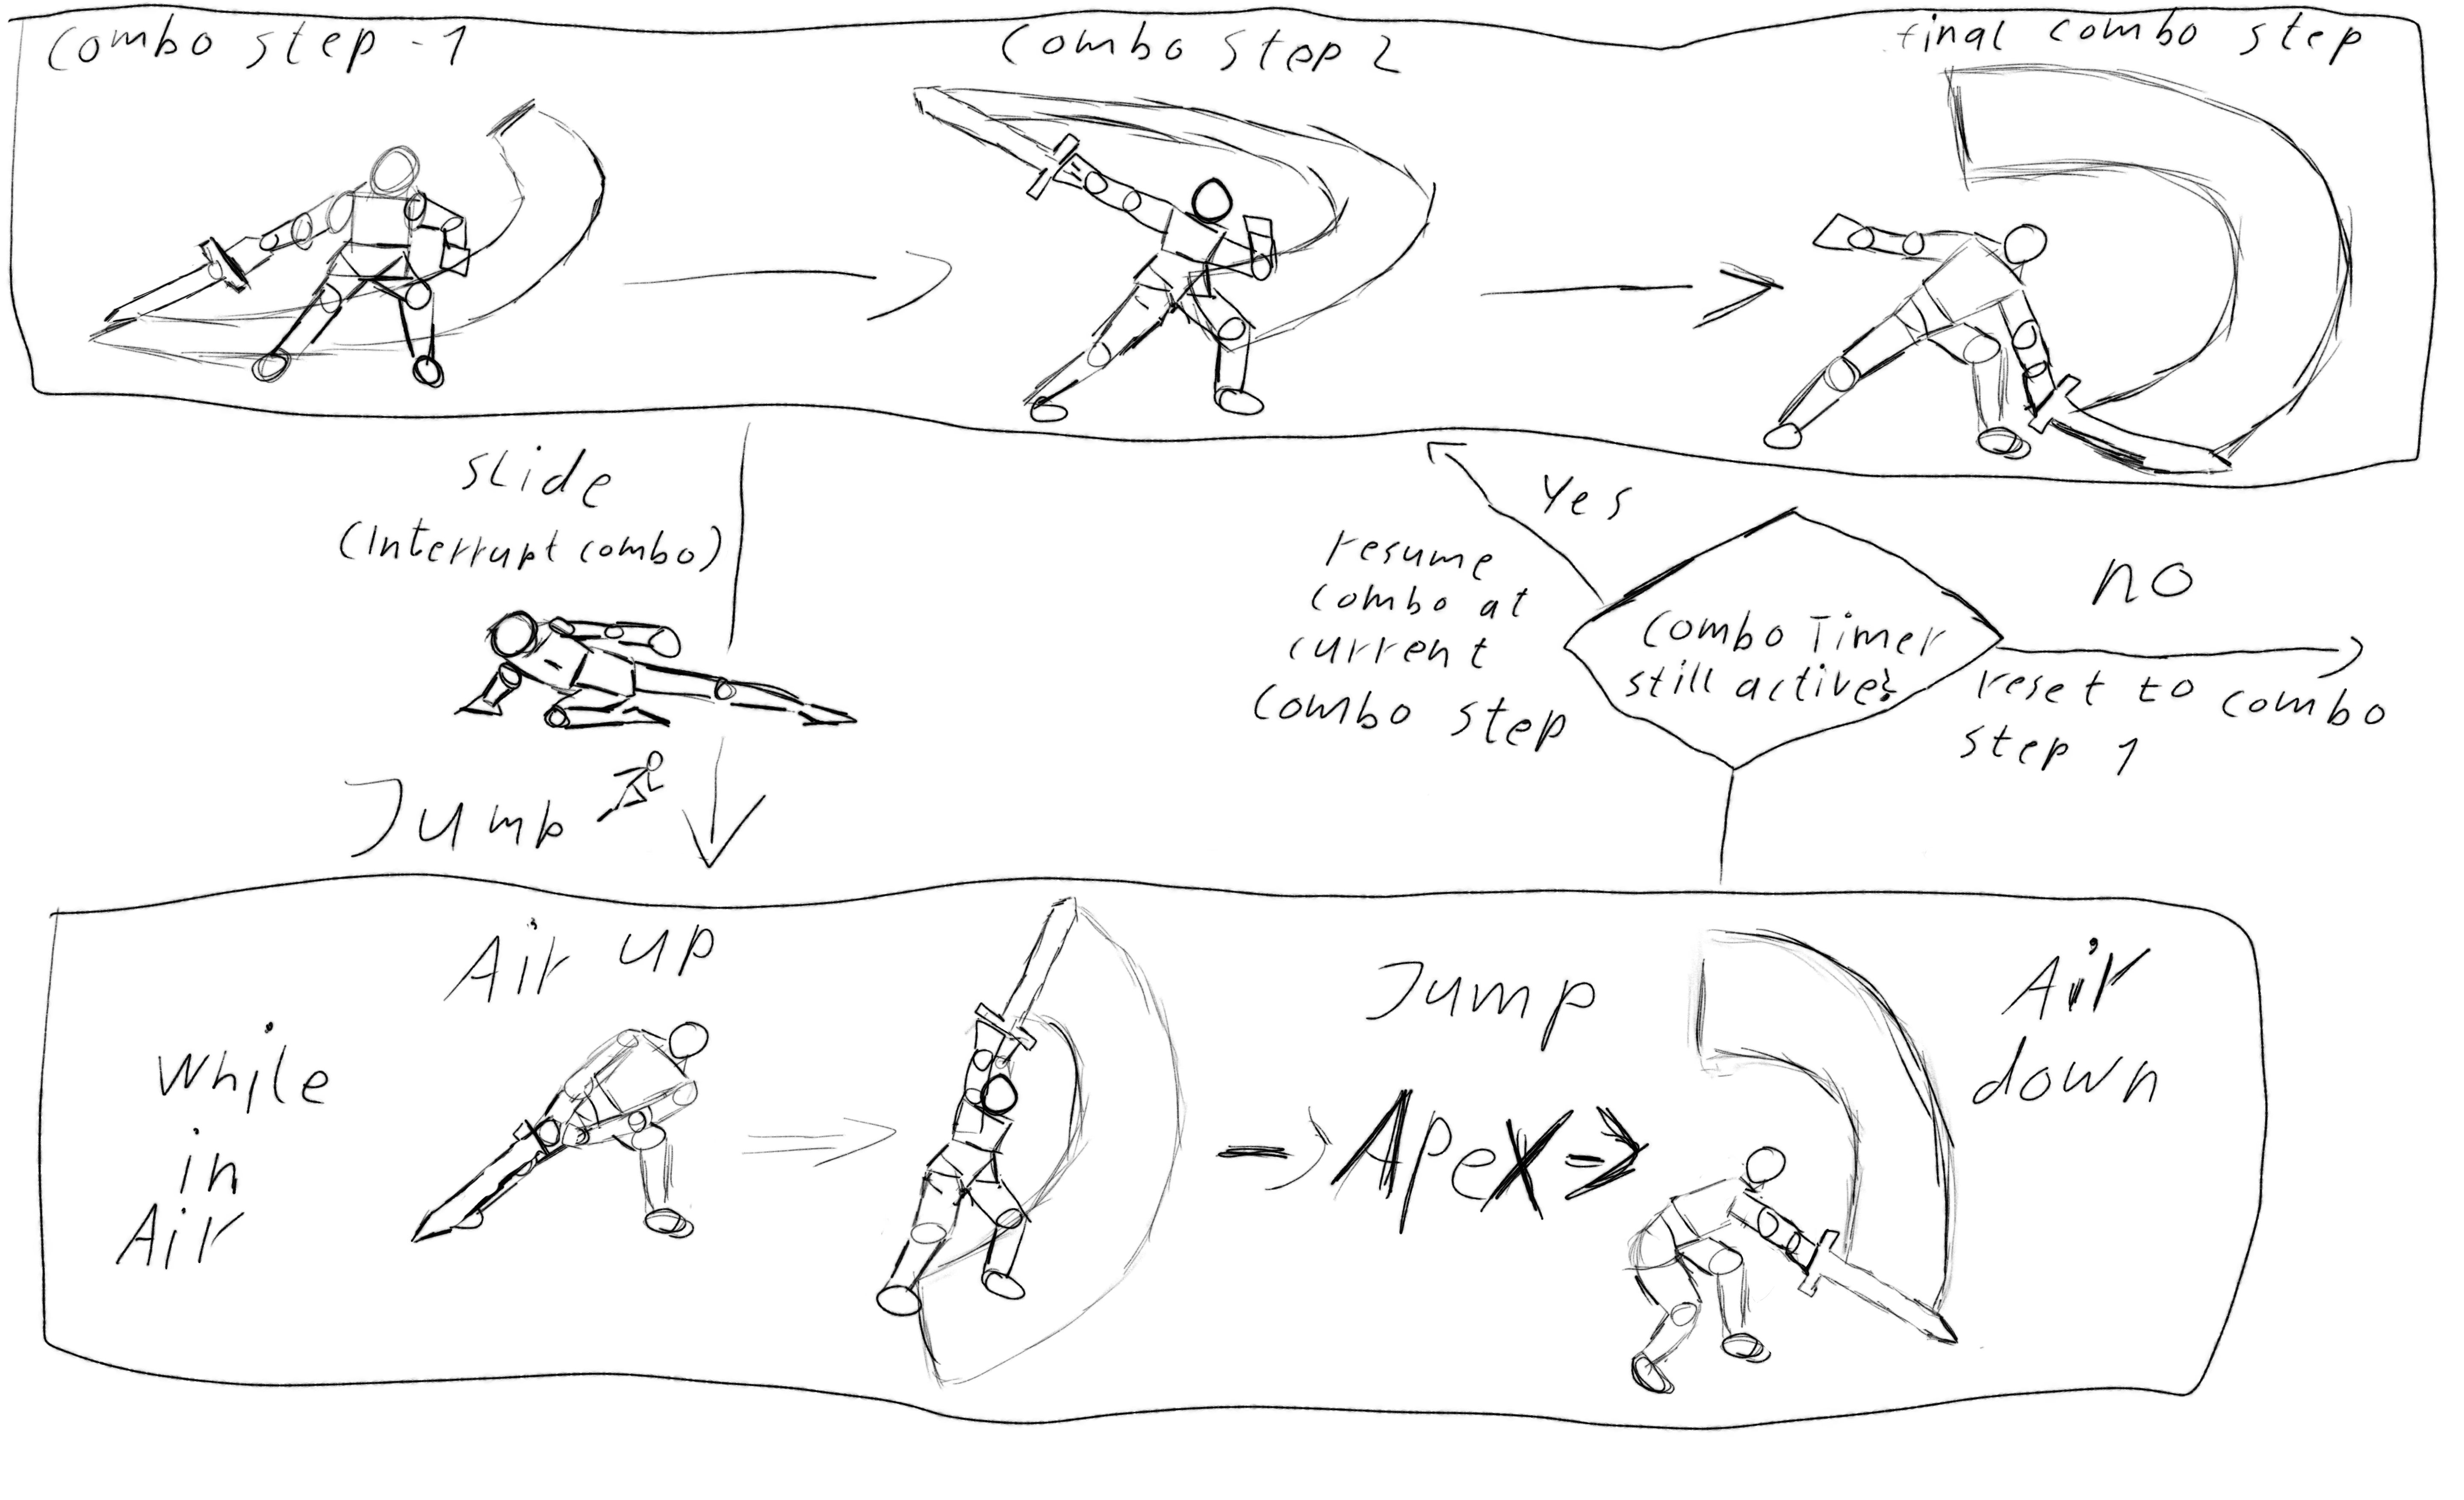 combo step - 1
combo step 2
final combo step
slide
(Interrupt combo)
Yes
resume
combo at
current
combo step
combo Timer
still active?
no
reset to combo
step 1
Jump
Air up
While
in
Air
Jump
Apex
Air
down